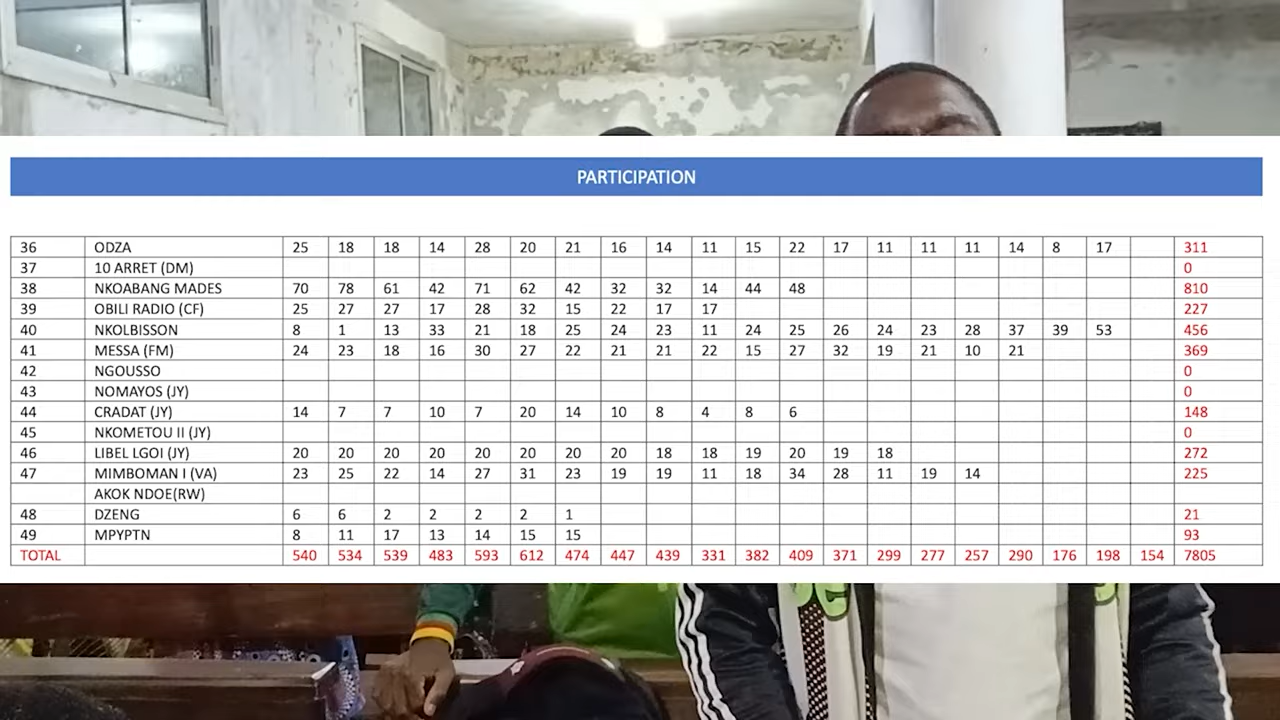 PARTICIPATION
36 ODZA 25 18 18 14 28 20 21 16 14 11 15 22 17 11 11 11 14 8 17 311
37 10 ARRET (DM) 0
38 NKOABANG MADES 70 78 61 42 71 62 42 32 32 14 44 48 810
39 OBILI RADIO (CF) 25 27 27 17 28 32 15 22 17 17 227
40 NKOLBISSON 8 1 13 33 21 18 25 24 23 11 24 25 26 24 23 28 37 39 53 456
41 MESSA (FM) 24 23 18 16 30 27 22 21 21 22 15 27 32 19 21 10 21 369
42 NGOUSSO 0
43 NOMAYOS (JY) 0
44 CRADAT (JY) 14 7 7 10 7 20 14 10 8 4 8 6 148
45 NKOMETOU II (JY) 0
46 LIBEL LGOI (JY) 20 20 20 20 20 20 20 20 18 18 19 20 19 18 272
47 MIMBOMAN I (VA) 23 25 22 14 27 31 23 19 19 11 18 34 28 11 19 14 225
AKOK NDOE(RW)
48 DZENG 6 6 2 2 2 2 1 21
49 MPYPTN 8 11 17 13 14 15 15 93
TOTAL 540 534 539 483 593 612 474 447 439 331 382 409 371 299 277 257 290 176 198 154 7805